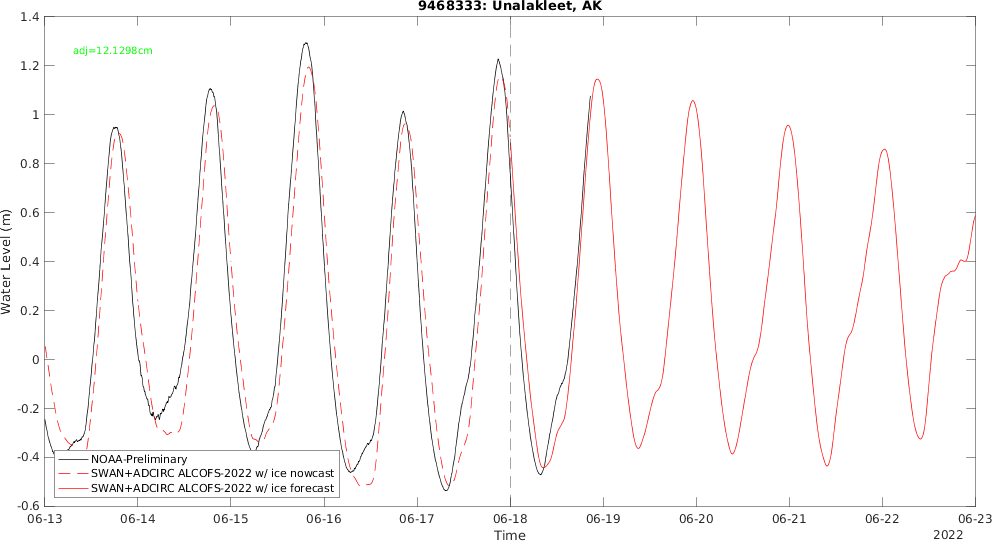 9468333: Unalakleet, AK
1.4
adj=12.1298cm
1.2
1
0.8
0.6
0.4
0.2
0
-0.2
-0.4
-0.6
Water Level (m)
NOAA-Preliminary
SWAN+ADCIRC ALCOFS-2022 w/ ice nowcast
SWAN+ADCIRC ALCOFS-2022 w/ ice forecast
06-13 06-14 06-15 06-16 06-17 06-18 06-19 06-20 06-21 06-22 06-23
Time
2022